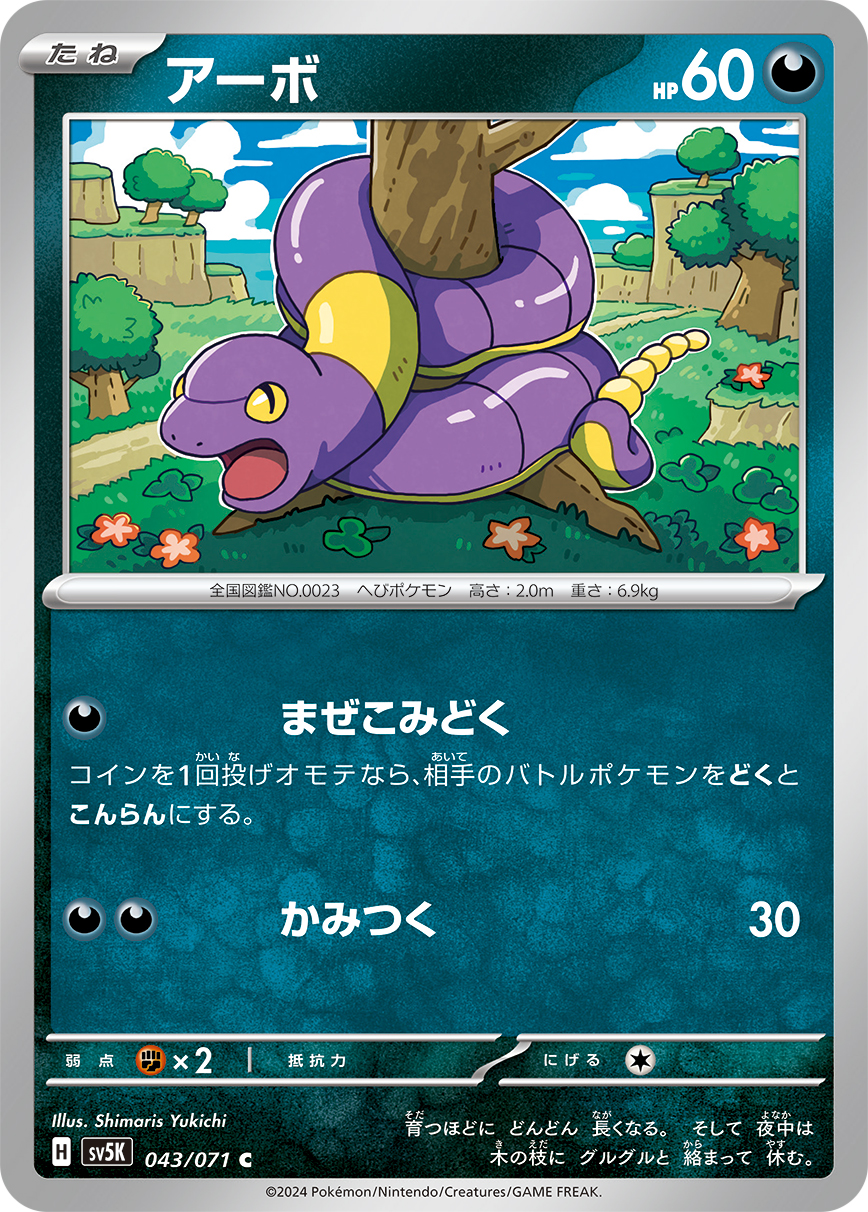 たね アーボ HP60
全国図鑑NO.0023 へびポケモン 高さ:2.0m 重さ:6.9kg
まぜこみどく
コインを1回投げオモテなら、相手のバトルポケモンをどくと
こんらんにする。
かみつく 30
弱点 ×2 抵抗力 にげる
Illus. Shimaris Yukichi
育つほどに どんどん 長くなる。 そして 夜中は
木の枝に グルグルと 絡まって 休む。
H sv5K 043/071 C
©2024 Pokémon/Nintendo/Creatures/GAME FREAK.